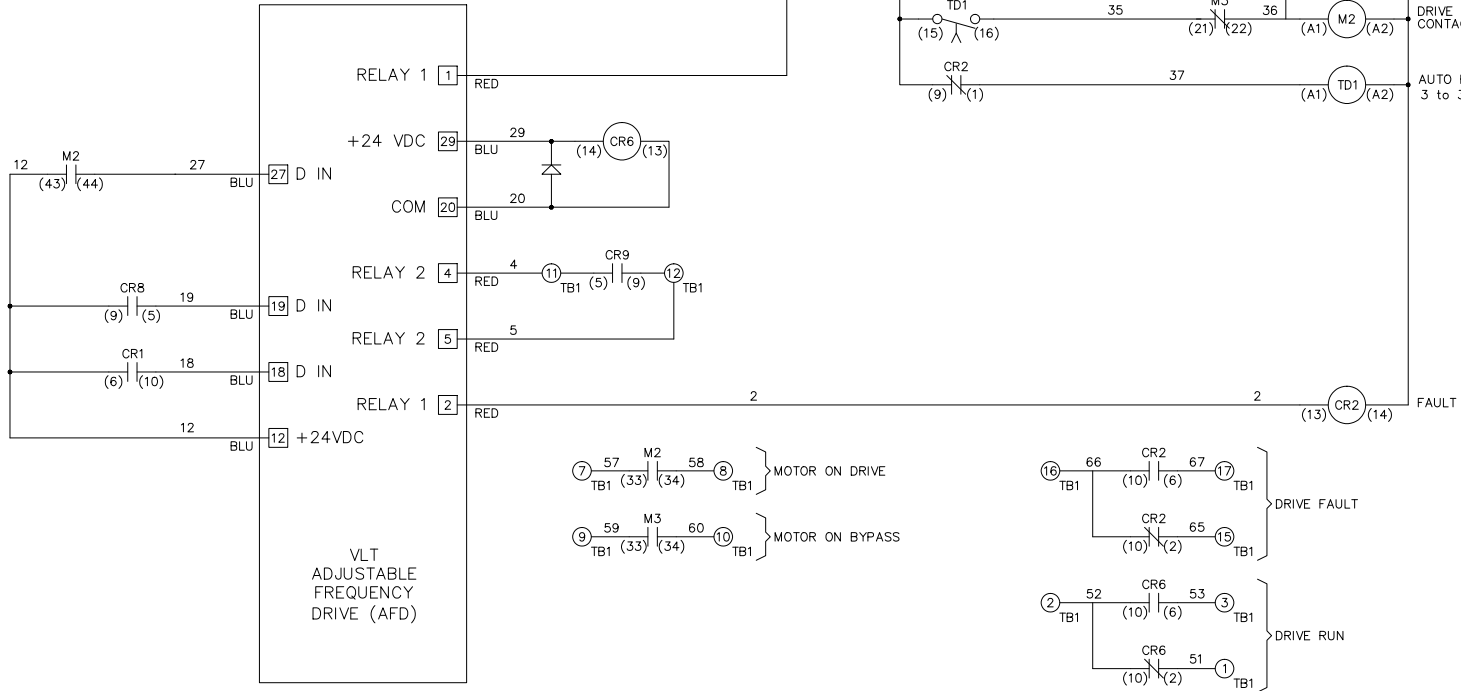 TD1
(15) (16)
35
M3
(21) (22)
36
(A1) M2 (A2)
DRIVE
RELAY 1 1
RED
CR2
(9) (1)
37
(A1) TD1 (A2)
AUTO
3 to
+24 VDC 29
29
BLU
(14) CR6 (13)
12
M2
(43) (44)
27
BLU
27 D IN
COM 20
20
BLU
RELAY 2 4
4
RED
11
TB1
CR9
(5) (9)
12
TB1
CR8
(9) (5)
19
BLU
19 D IN
RELAY 2 5
5
RED
CR1
(6) (10)
18
BLU
18 D IN
RELAY 1 2
RED
2
2
(13) CR2 (14)
FAULT
12
BLU
12 +24VDC
7
TB1
57
M2
(33) (34)
58
8
TB1
MOTOR ON DRIVE
16
TB1
66
CR2
(10) (6)
67
17
TB1
DRIVE FAULT
9
TB1
59
M3
(33) (34)
60
10
TB1
MOTOR ON BYPASS
CR2
(10) (2)
65
15
TB1
VLT
ADJUSTABLE
FREQUENCY
DRIVE (AFD)
2
TB1
52
CR6
(10) (6)
53
3
TB1
DRIVE RUN
CR6
(10) (2)
51
1
TB1